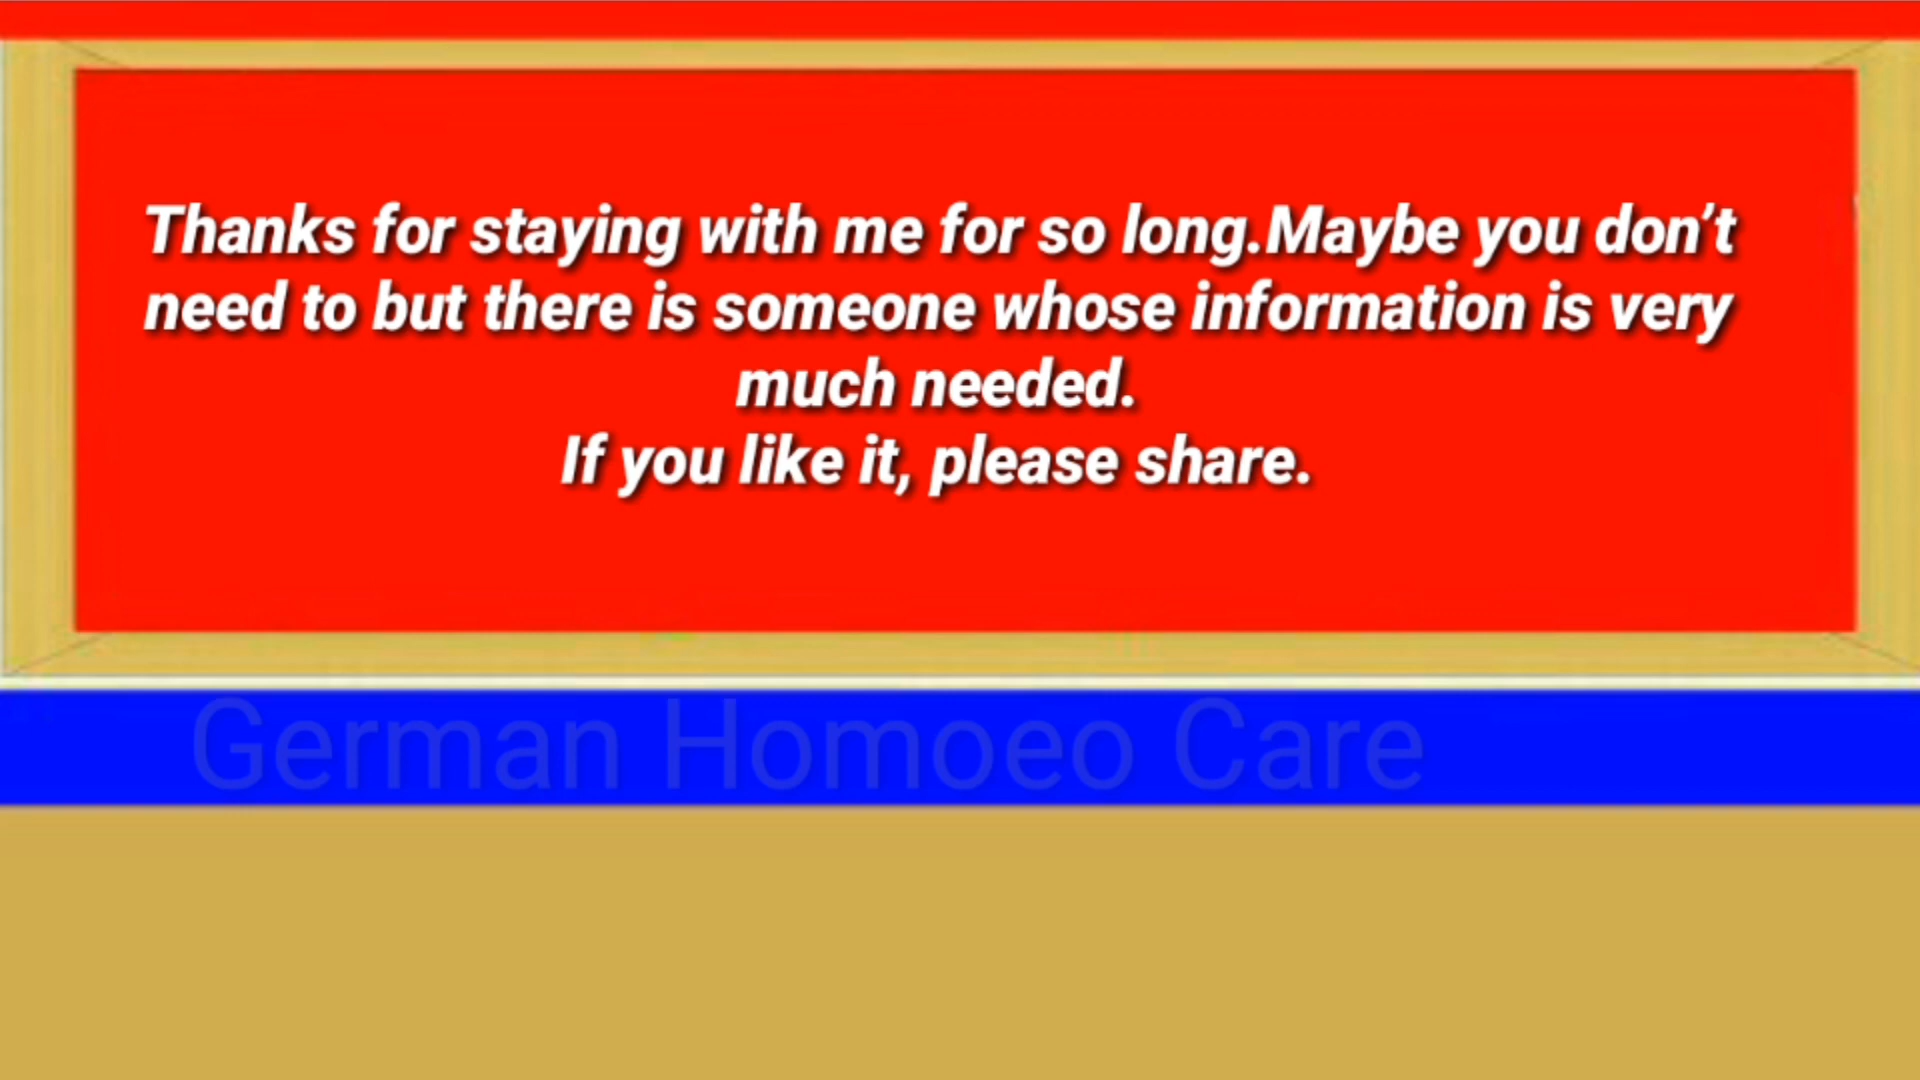 Thanks for staying with me for so long.Maybe you don’t
need to but there is someone whose information is very
much needed.
If you like it, please share.
German Homoeo Care